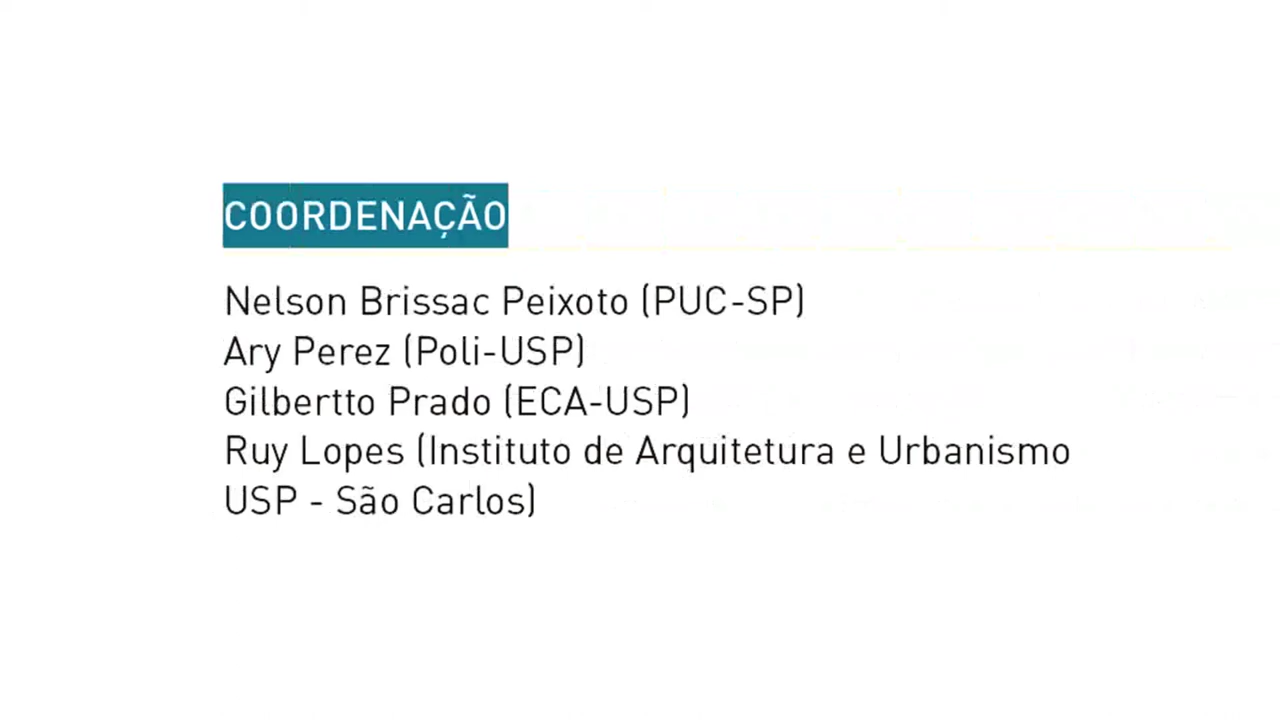 COORDENAÇÃO
Nelson Brissac Peixoto (PUC-SP)
Ary Perez (Poli-USP)
Gilbertto Prado (ECA-USP)
Ruy Lopes (Instituto de Arquitetura e Urbanismo
USP - São Carlos)